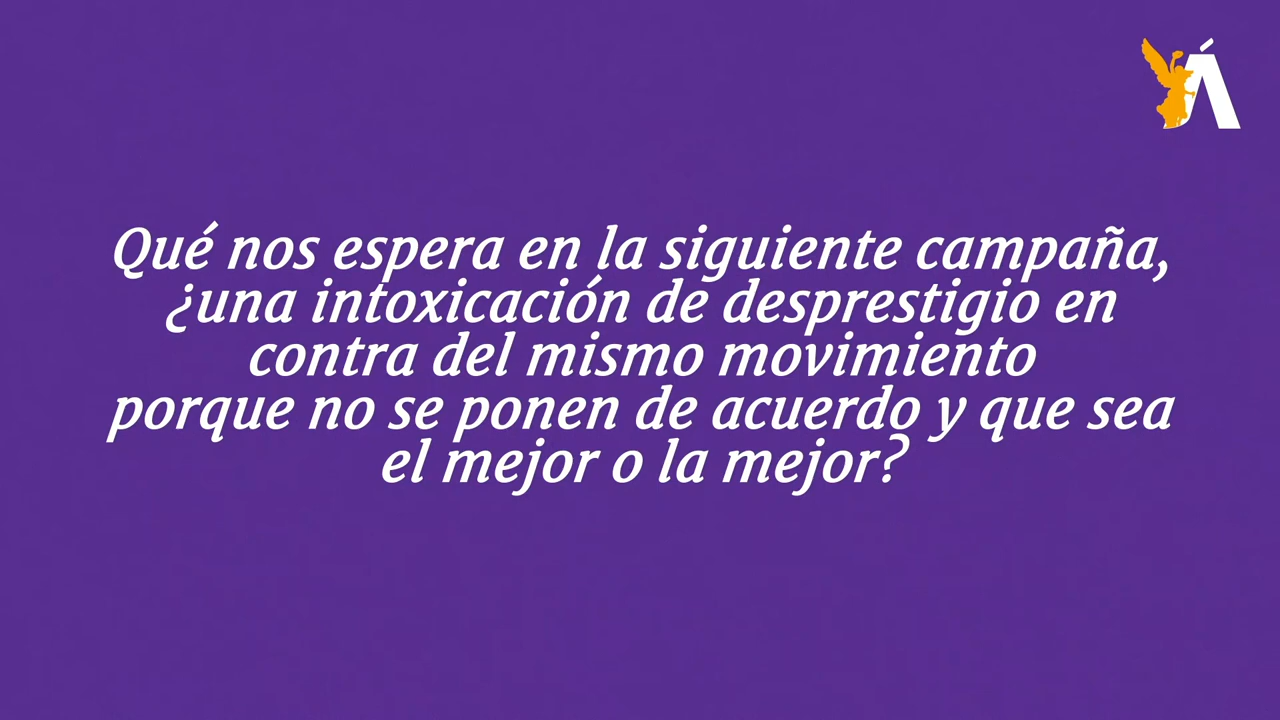 Á
Qué nos espera en la siguiente campaña,
¿una intoxicación de desprestigio en
contra del mismo movimiento
porque no se ponen de acuerdo y que sea
el mejor o la mejor?